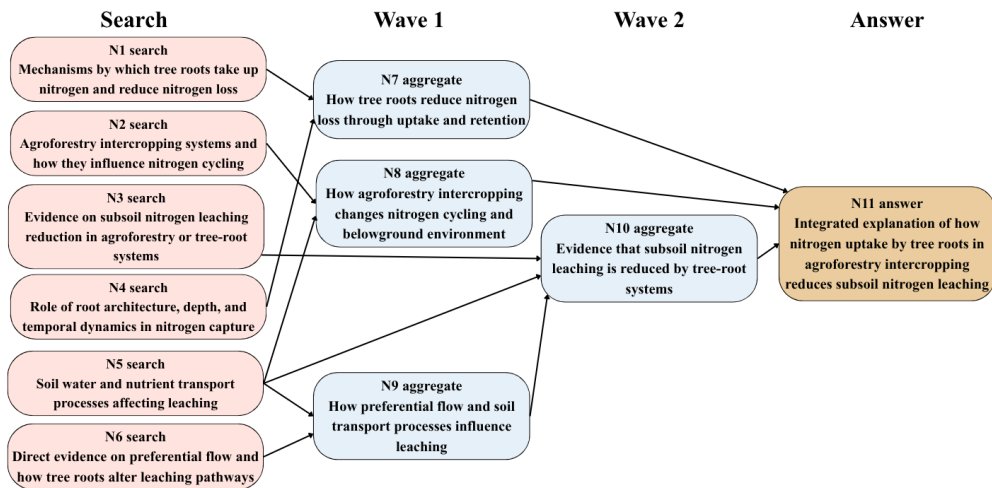 Search
Wave 1
Wave 2
Answer
N1 search
Mechanisms by which tree roots take up
nitrogen and reduce nitrogen loss
N2 search
Agroforestry intercropping systems and
how they influence nitrogen cycling
N3 search
Evidence on subsoil nitrogen leaching
reduction in agroforestry or tree-root
systems
N4 search
Role of root architecture, depth, and
temporal dynamics in nitrogen capture
N5 search
Soil water and nutrient transport
processes affecting leaching
N6 search
Direct evidence on preferential flow and
how tree roots alter leaching pathways
N7 aggregate
How tree roots reduce nitrogen
loss through uptake and retention
N8 aggregate
How agroforestry intercropping
changes nitrogen cycling and
belowground environment
N9 aggregate
How preferential flow and soil
transport processes influence
leaching
N10 aggregate
Evidence that subsoil nitrogen
leaching is reduced by tree-root
systems
N11 answer
Integrated explanation of how
nitrogen uptake by tree roots in
agroforestry intercropping
reduces subsoil nitrogen leaching